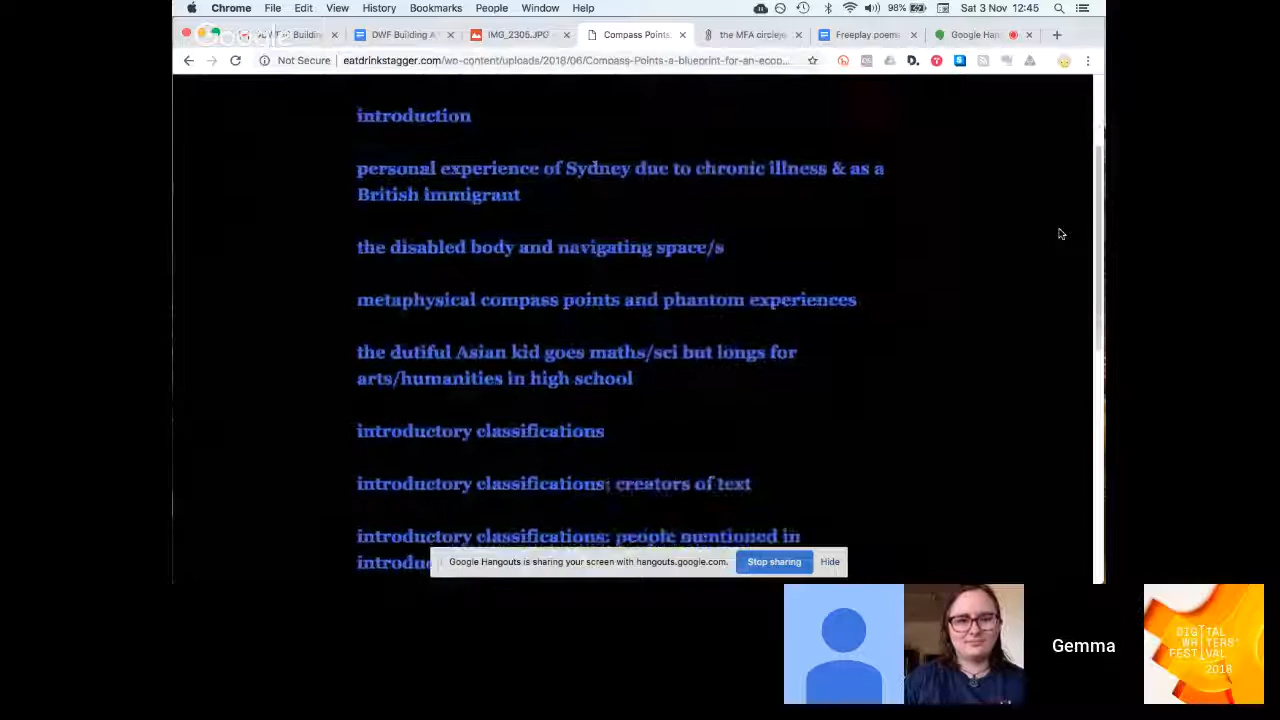 Chrome File Edit View History Bookmarks People Window Help 98% Sat 3 Nov 12:45
Google
Building DWF Building A IMG_2305.JPG Compass Points. the MFA circleje Freeplay poems Google Han
Not Secure eatdrinkstagger.com/wp-content/uploads/2018/06/Compass-Points-a-blueprint-for-an-ecop...
introduction
personal experience of Sydney due to chronic illness & as a
British immigrant
the disabled body and navigating space/s
metaphysical compass points and phantom experiences
the dutiful Asian kid goes maths/sci but longs for
arts/humanities in high school
introductory classifications
introductory classifications: creators of text
introductory classifications: people mentioned in
introduc
Google Hangouts is sharing your screen with hangouts.google.com. Stop sharing Hide
Gemma
DIGITAL
WRITERS'
FESTIVAL
2018